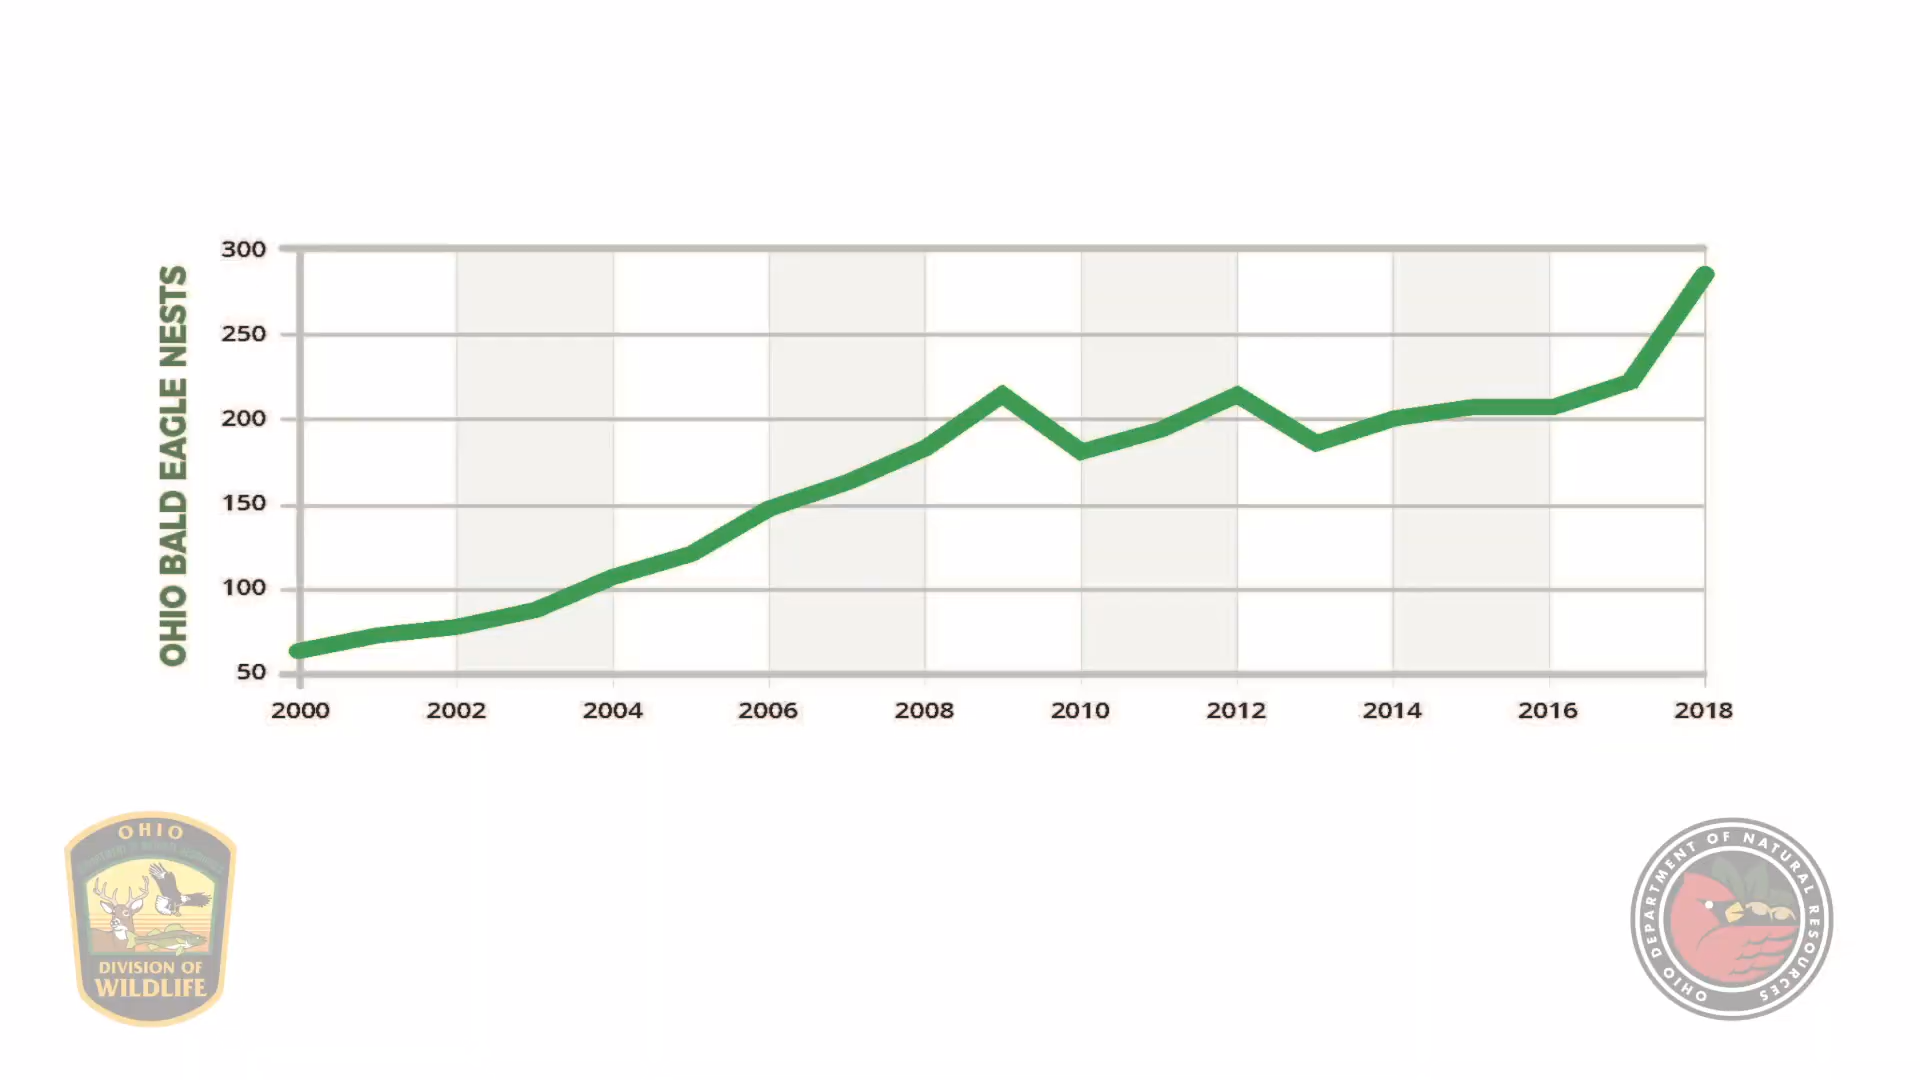 OHIO BALD EAGLE NESTS
300
250
200
150
100
50
2000 2002 2004 2006 2008 2010 2012 2014 2016 2018
OHIO
DIVISION OF
WILDLIFE
OHIO DEPARTMENT OF NATURAL RESOURCES